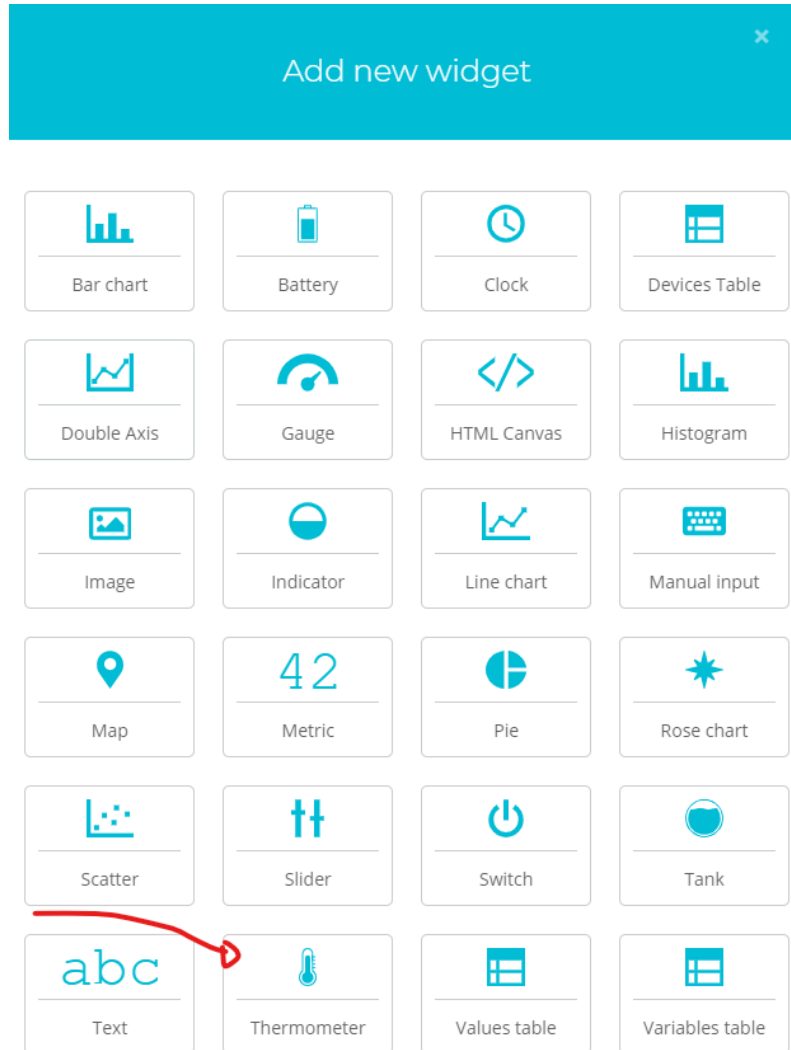 Add new widget
Bar chart
Battery
Clock
Devices Table
Double Axis
Gauge
</>
HTML Canvas
Histogram
Image
Indicator
Line chart
Manual input
Map
42
Metric
Pie
Rose chart
Scatter
Slider
Switch
Tank
abc
Text
Thermometer
Values table
Variables table